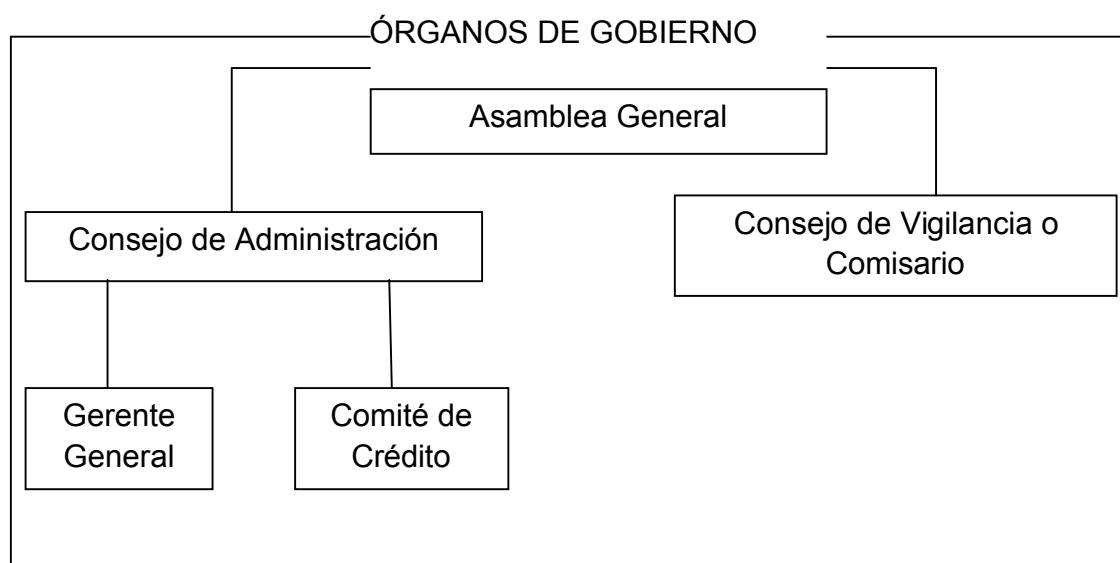 ÓRGANOS DE GOBIERNO
Asamblea General
Consejo de Administración
Consejo de Vigilancia o
Comisario
Gerente
General
Comité de
Crédito